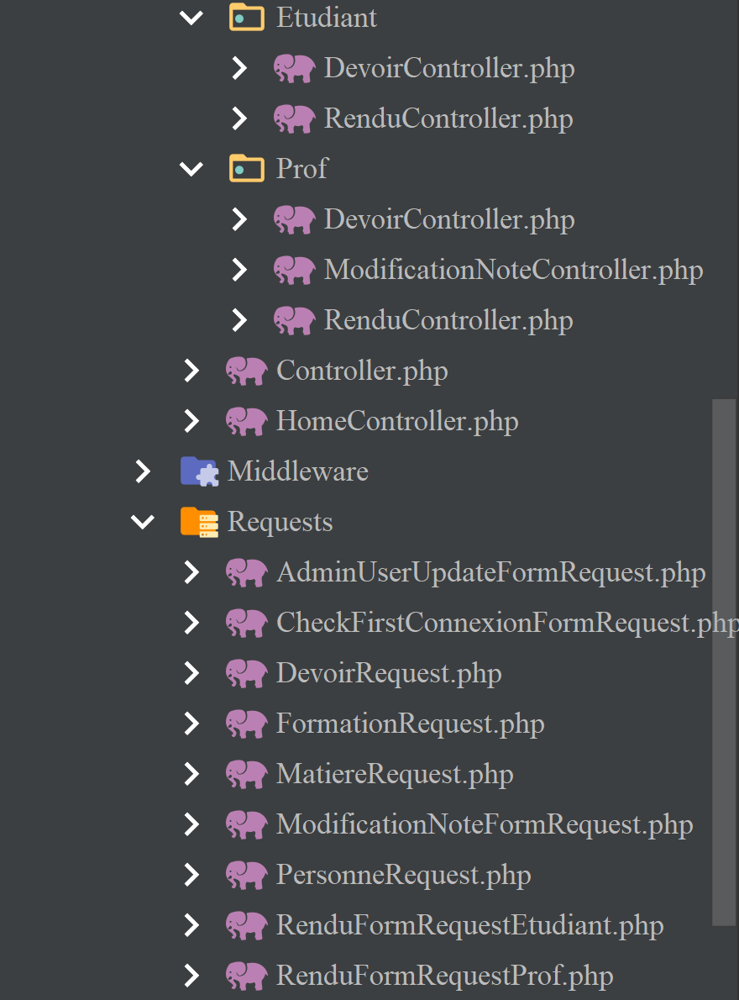 Etudiant
DevoirController.php
RenduController.php
Prof
DevoirController.php
ModificationNoteController.php
RenduController.php
Controller.php
HomeController.php
Middleware
Requests
AdminUserUpdateFormRequest.php
CheckFirstConnexionFormRequest.php
DevoirRequest.php
FormationRequest.php
MatiereRequest.php
ModificationNoteFormRequest.php
PersonneRequest.php
RenduFormRequestEtudiant.php
RenduFormRequestProf.php